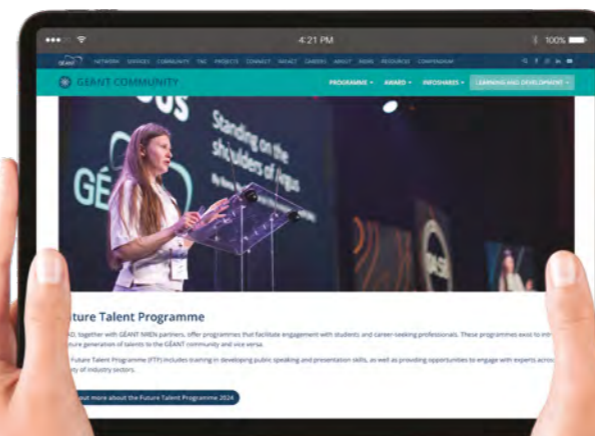 4:21 PM
100%
GÉANT NETWORK SERVICES COMMUNITY TNC PROJECTS CONNECT IMPACT CAREERS ABOUT NEWS RESOURCES COMPENDIUM
GÉANT COMMUNITY PROGRAMME AWARD INFOSHARES LEARNING AND DEVELOPMENT
Standing on the
shoulders of Argus
GÉ
uture Talent Programme
together with GÉANT NREN partners, offer programmes that facilitate engagement with students and career-seeking professionals. These programmes exist to
ture generation of talents to the GÉANT community and vice versa.
Future Talent Programme (FTP) includes training in developing public speaking and presentation skills, as well as providing opportunities to engage with experts across
ty of industry sectors.
out more about the Future Talent Programme 2024